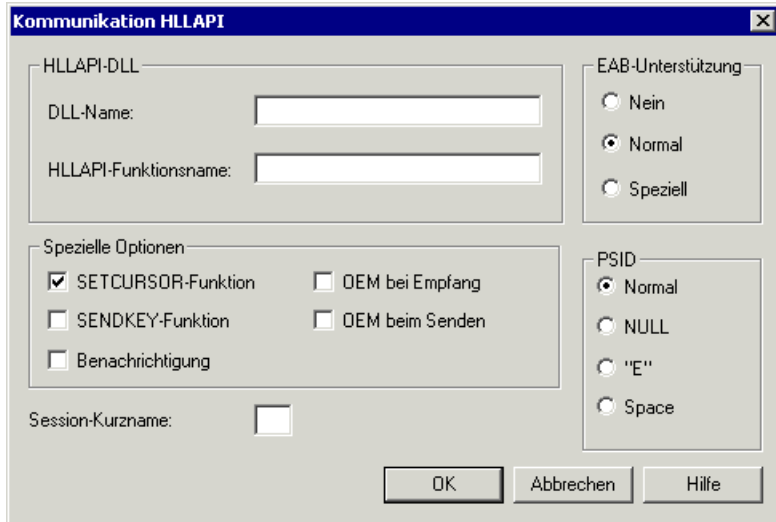 Kommunikation HLLAPI
HLLAPI-DLL
DLL-Name:
HLLAPI-Funktionsname:
EAB-Unterstützung
Nein
Normal
Speziell
Spezielle Optionen
SETCURSOR-Funktion
OEM bei Empfang
SENDKEY-Funktion
OEM beim Senden
Benachrichtigung
PSID
Normal
NULL
"E"
Space
Session-Kurzname:
OK
Abbrechen
Hilfe